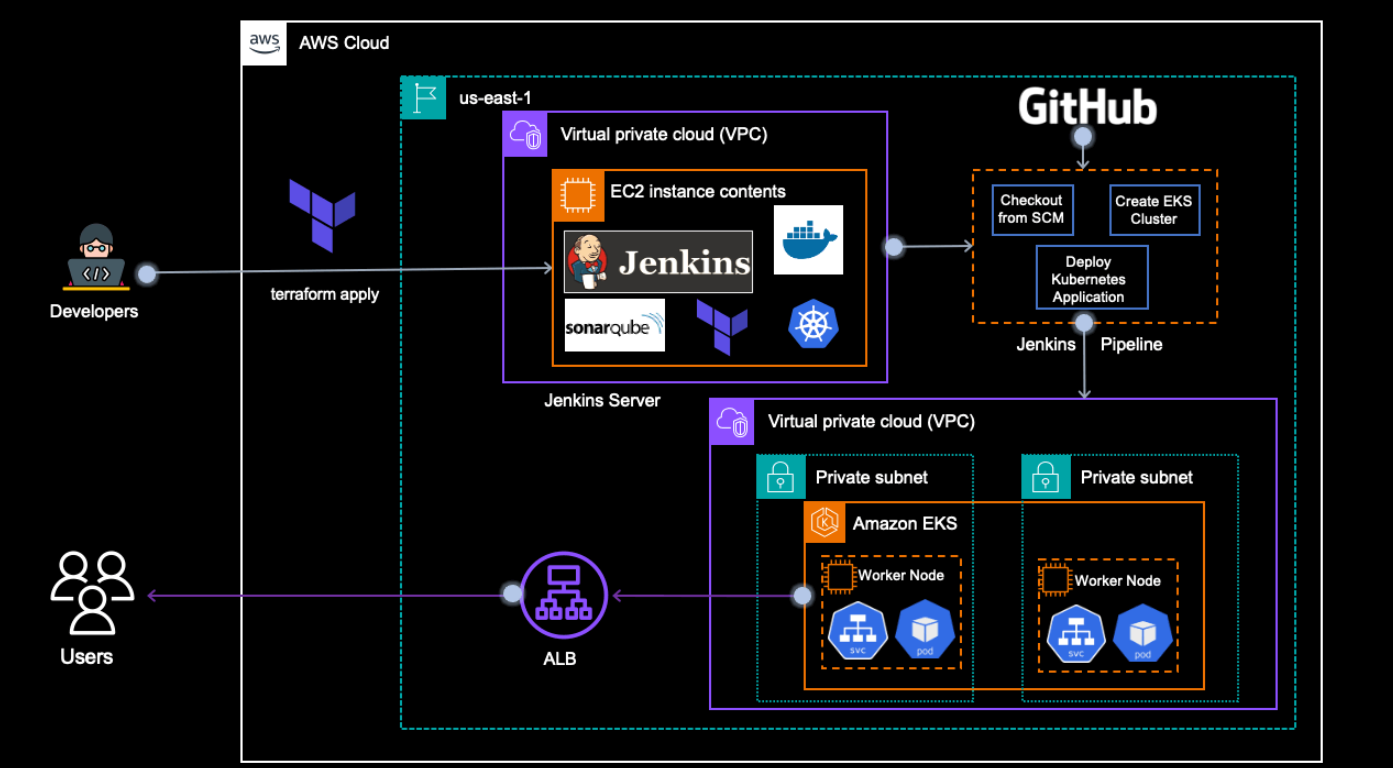 aws
AWS Cloud
us-east-1
GitHub
Virtual private cloud (VPC)
EC2 instance contents
Checkout
from SCM
Create EKS
Cluster
Jenkins
</>
Deploy
Kubernetes
Application
terraform apply
Developers
sonarqube
Jenkins Pipeline
Jenkins Server
Virtual private cloud (VPC)
Private subnet
Private subnet
K
Amazon EKS
Worker Node
Worker Node
svc
pod
svc
pod
Users
ALB